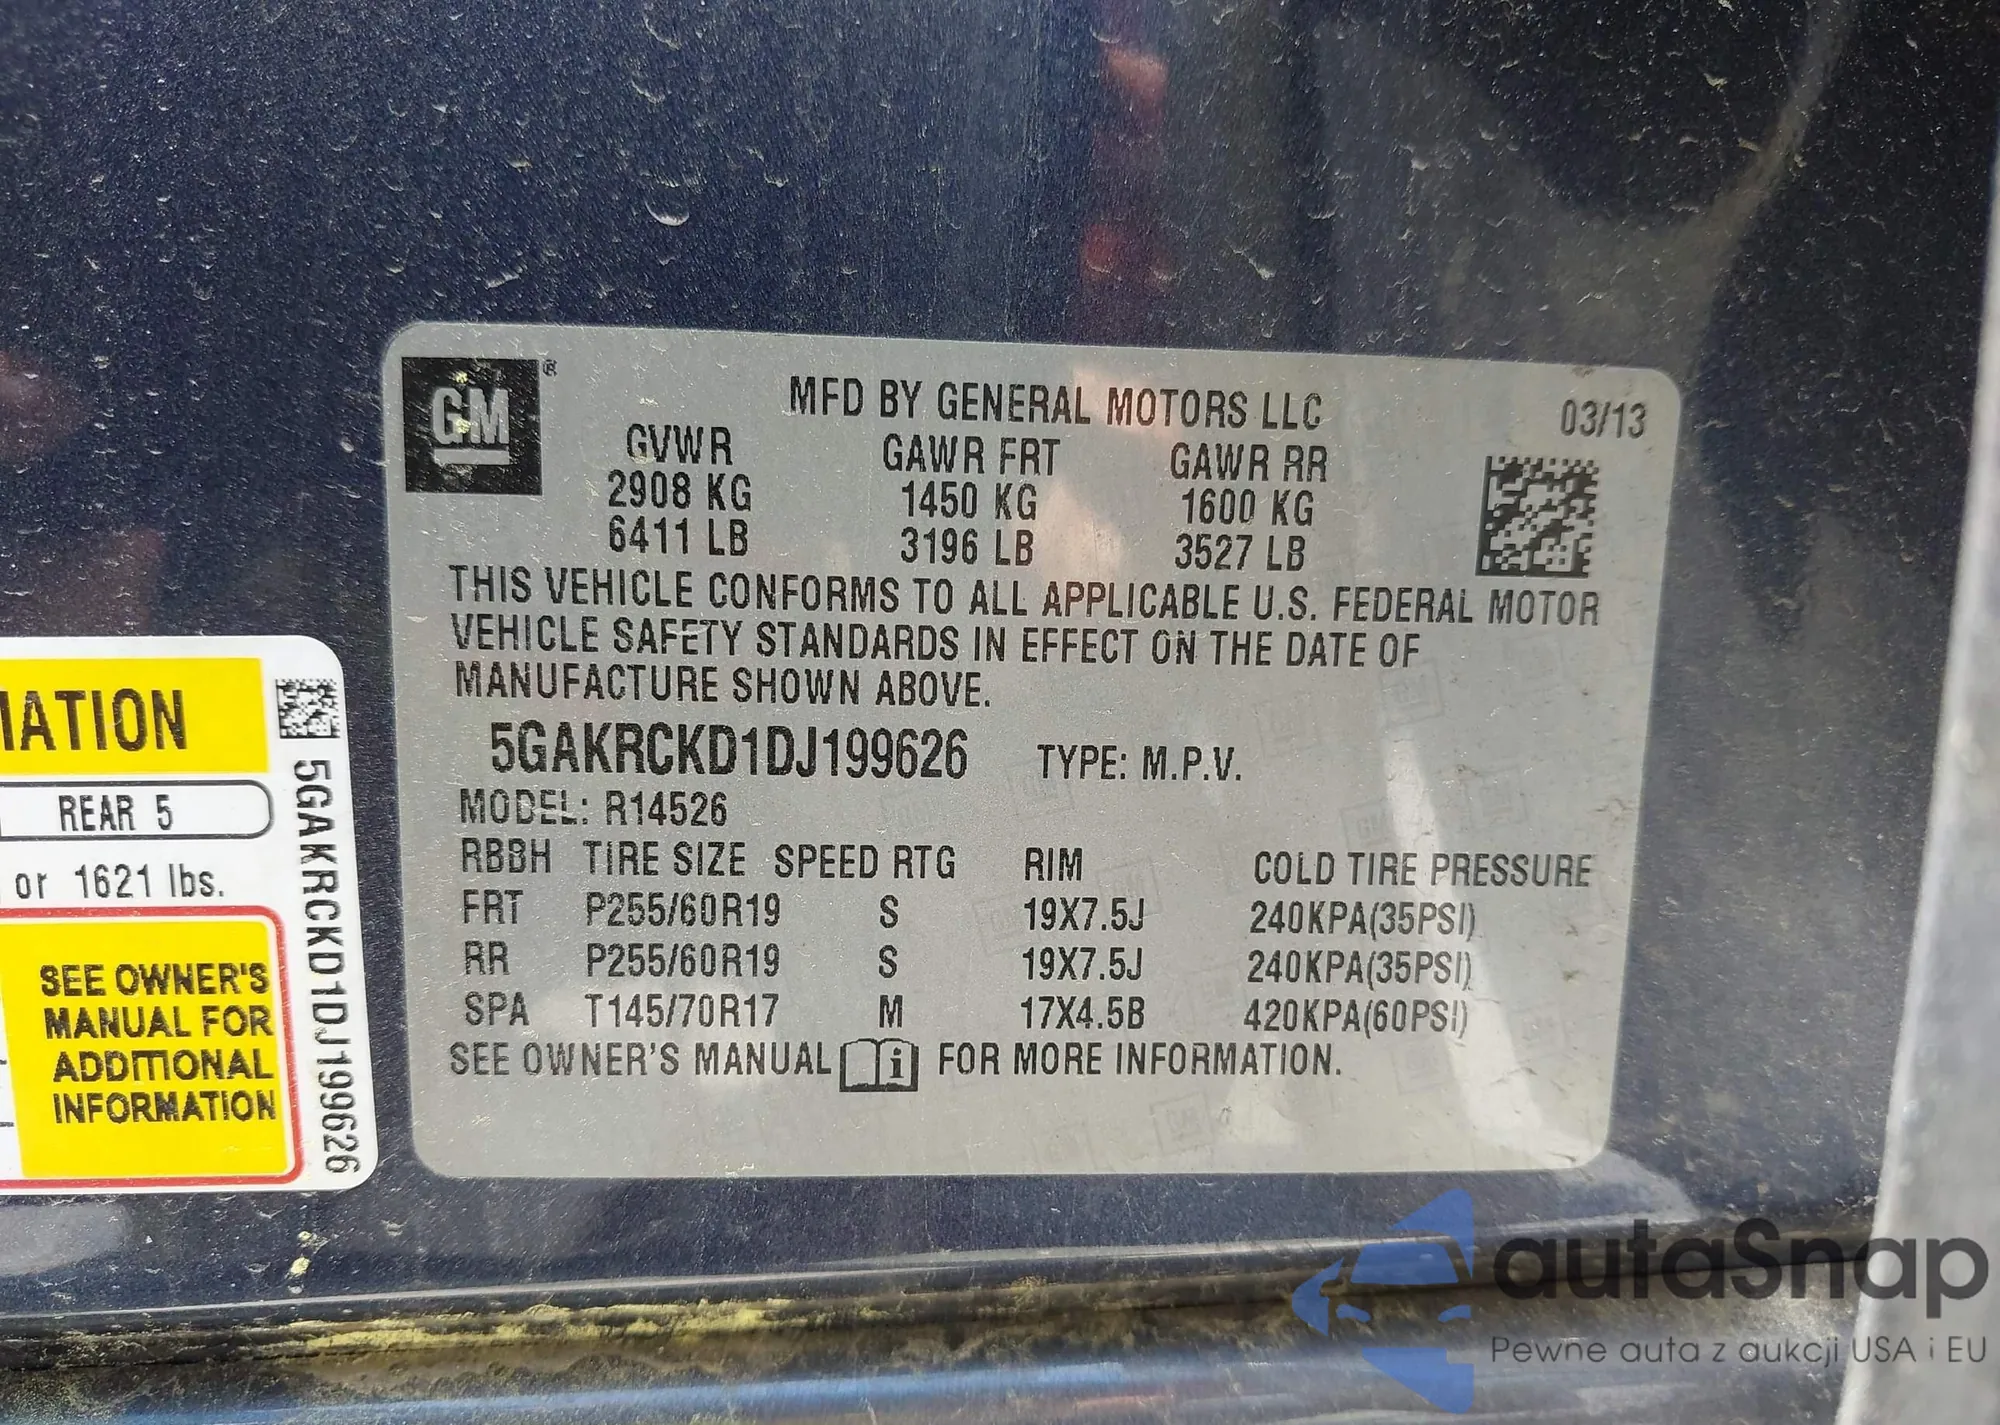 GM ®
MFD BY GENERAL MOTORS LLC 03/13
GVWR GAWR FRT GAWR RR
2908 KG 1450 KG 1600 KG
6411 LB 3196 LB 3527 LB
THIS VEHICLE CONFORMS TO ALL APPLICABLE U.S. FEDERAL MOTOR
VEHICLE SAFETY STANDARDS IN EFFECT ON THE DATE OF
MANUFACTURE SHOWN ABOVE.
5GAKRCKD1DJ199626 TYPE: M.P.V.
MODEL: R14526
RBBH TIRE SIZE SPEED RTG RIM COLD TIRE PRESSURE
FRT P255/60R19 S 19X7.5J 240KPA(35PSI)
RR P255/60R19 S 19X7.5J 240KPA(35PSI)
SPA T145/70R17 M 17X4.5B 420KPA(60PSI)
SEE OWNER'S MANUAL i FOR MORE INFORMATION.
MATION
REAR 5
or 1621 lbs.
SEE OWNER'S
MANUAL FOR
ADDITIONAL
INFORMATION
5GAKRCKD1DJ199626
autaSnap
Pewne auta z aukcji USA i EU